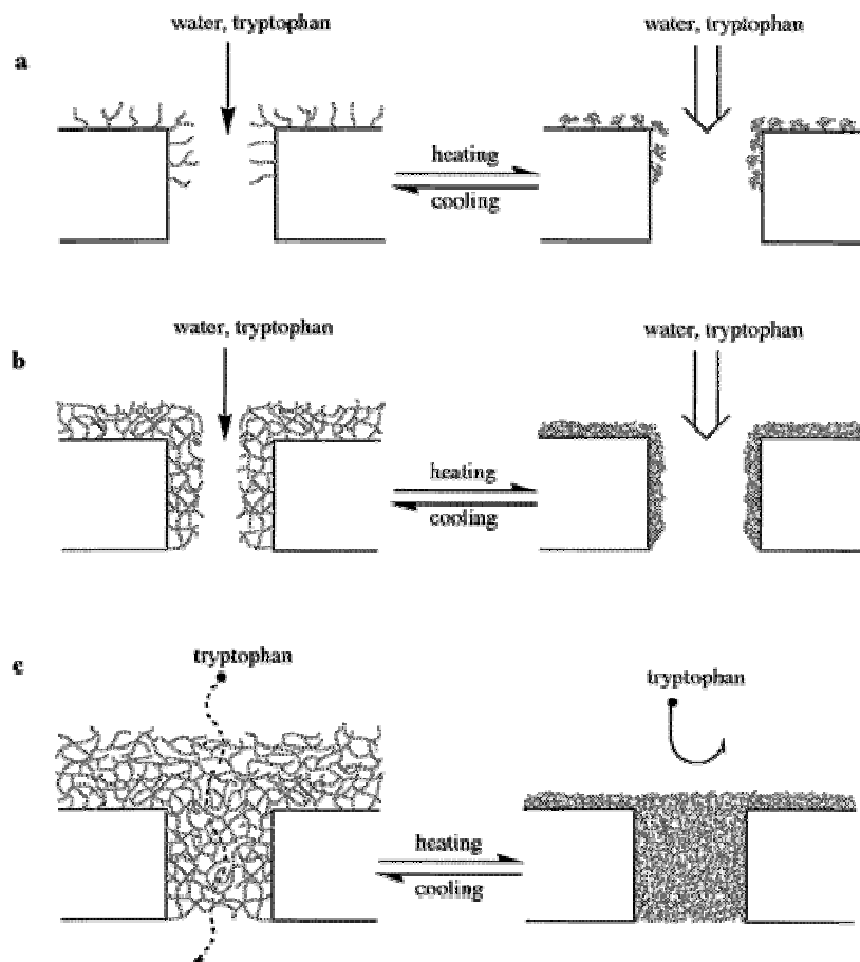 water, tryptophan
water, tryptophan
a
heating
cooling
water, tryptophan
water, tryptophan
b
heating
cooling
c
tryptophan
tryptophan
heating
cooling